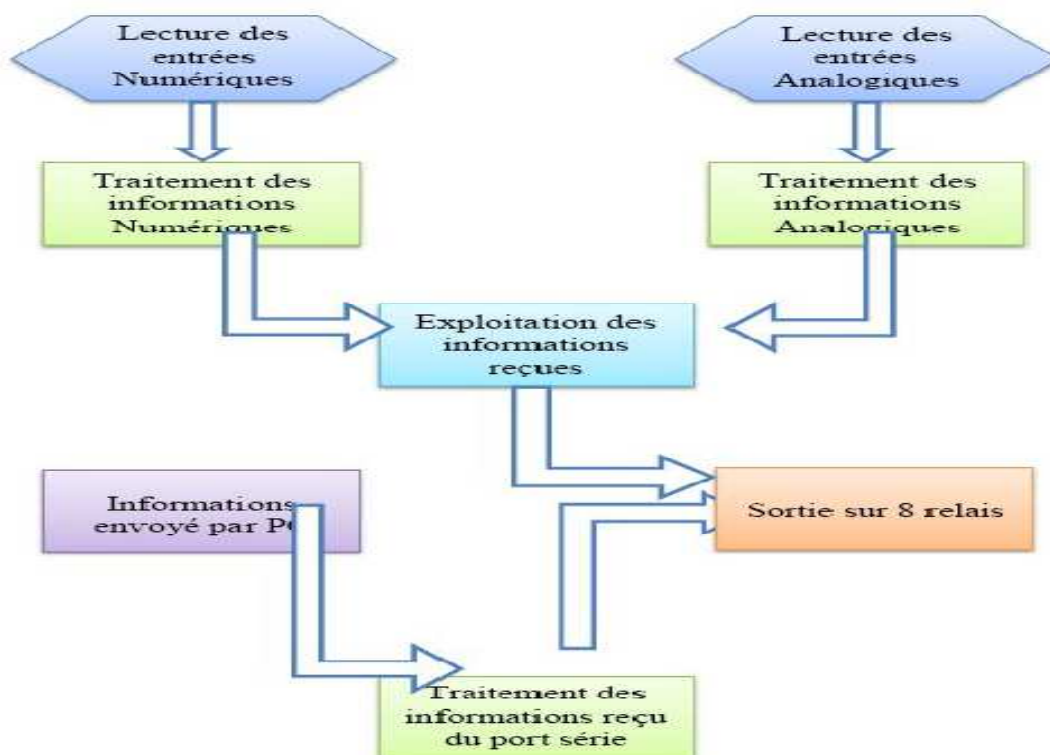 Lecture des
entrées
Numériques
Lecture des
entrées
Analogiques
Traitement des
informations
Numériques
Traitement des
informations
Analogiques
Exploitation des
informations
reçues
Informations
envoyé par
Sortie sur 8 relais
Traitement des
informations reçu
du port série